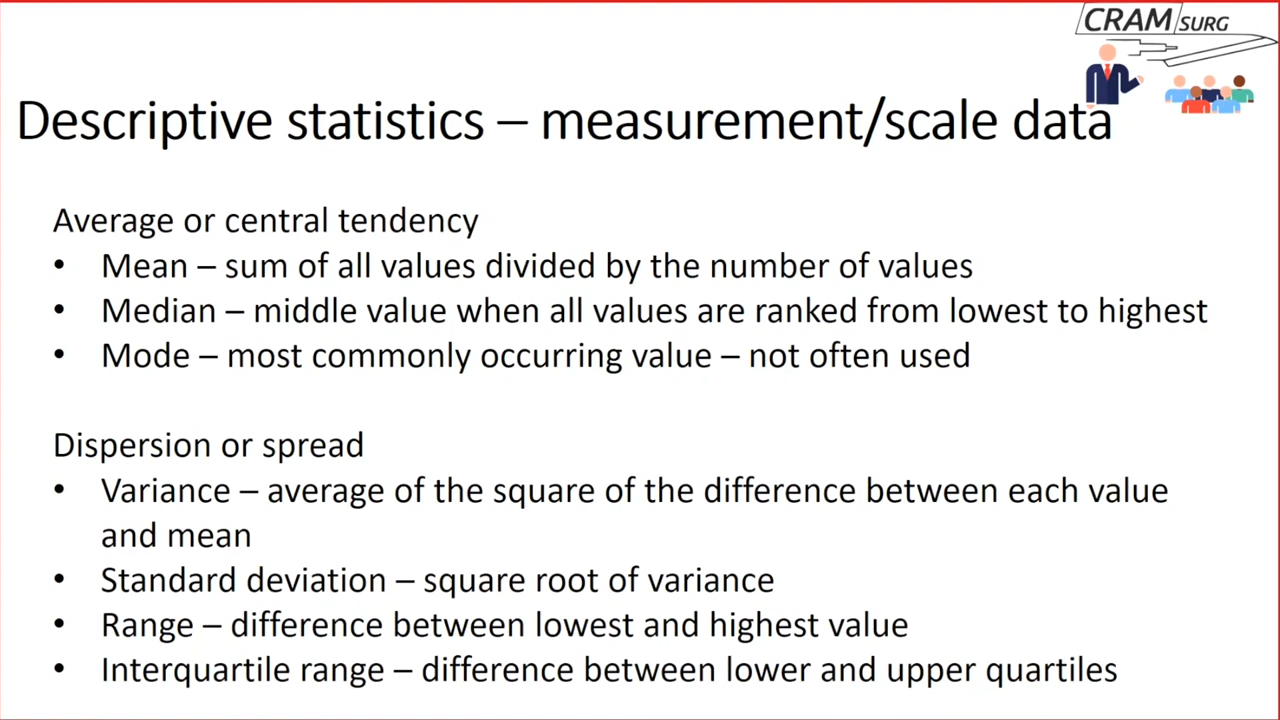 CRAM SURG
Descriptive statistics – measurement/scale data
Average or central tendency
• Mean – sum of all values divided by the number of values
• Median – middle value when all values are ranked from lowest to highest
• Mode – most commonly occurring value – not often used
Dispersion or spread
• Variance – average of the square of the difference between each value
and mean
• Standard deviation – square root of variance
• Range – difference between lowest and highest value
• Interquartile range – difference between lower and upper quartiles